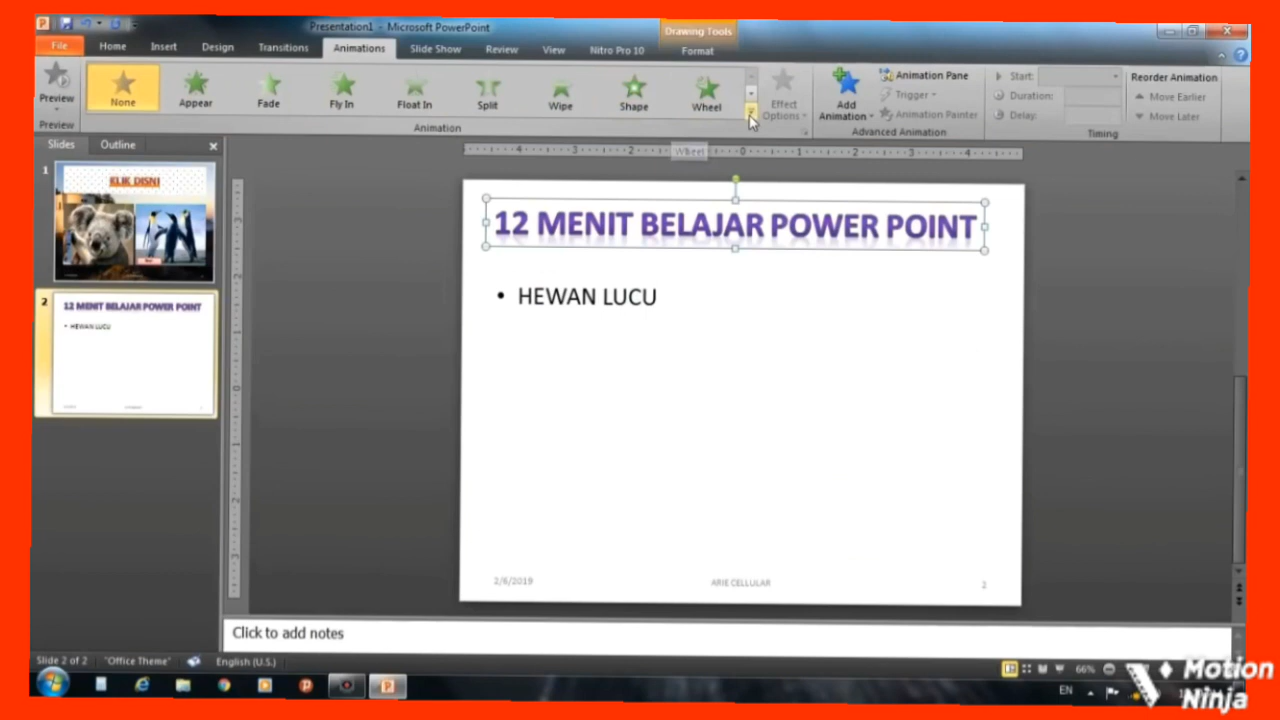 Presentation1 - Microsoft PowerPoint
Drawing Tools
File Home Insert Design Transitions Animations Slide Show Review View Nitro Pro 10 Format
Preview
None
Appear
Fade
Fly In
Float In
Split
Wipe
Shape
Wheel
Effect Options
Add Animation
Animation Pane
Trigger
Animation Painter
Start:
Duration:
Delay:
Reorder Animation
Move Earlier
Move Later
Preview
Animation
Advanced Animation
Timing
Slides Outline
Wheel
1
KLIK DISNI
2
12 MENIT BELAJAR POWER POINT
• HEWAN LUCU
12 MENIT BELAJAR POWER POINT
• HEWAN LUCU
2/6/2019
ARIE CELLULAR
2
Click to add notes
Slide 2 of 2
"Office Theme"
English (U.S.)
66%
EN
Motion
Ninja